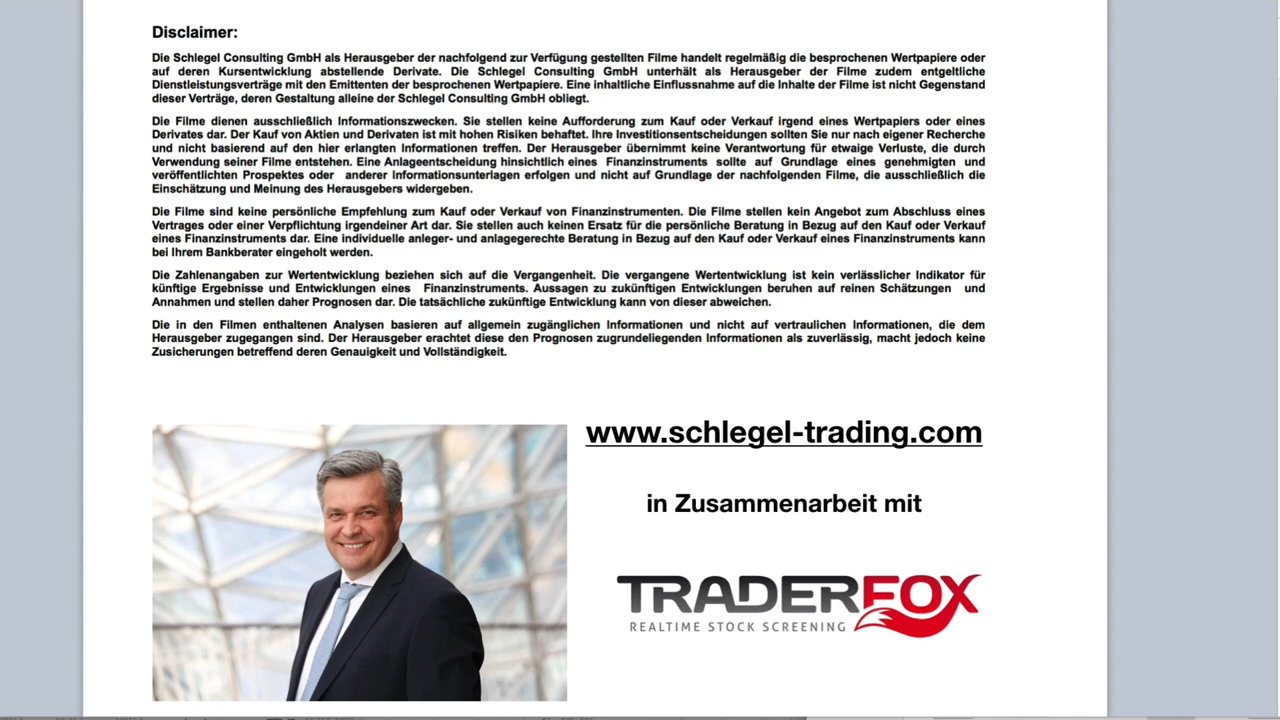 Disclaimer:
Die Schlegel Consulting GmbH als Herausgeber der nachfolgend zur Verfügung gestellten Filme handelt regelmäßig die besprochenen Wertpapiere oder
auf deren Kursentwicklung abstellende Derivate. Die Schlegel Consulting GmbH unterhält als Herausgeber der Filme zudem entgeltliche
Dienstleistungsverträge mit den Emittenten der besprochenen Wertpapiere. Eine inhaltliche Einflussnahme auf die Inhalte der Filme ist nicht Gegenstand
dieser Verträge, deren Gestaltung alleine der Schlegel Consulting GmbH obliegt.
Die Filme dienen ausschließlich Informationszwecken. Sie stellen keine Aufforderung zum Kauf oder Verkauf irgend eines Wertpapiers oder eines
Derivates dar. Der Kauf von Aktien und Derivaten ist mit hohen Risiken behaftet. Ihre Investitionsentscheidungen sollten Sie nur nach eigener Recherche
und nicht basierend auf den hier erlangten Informationen treffen. Der Herausgeber übernimmt keine Verantwortung für etwaige Verluste, die durch
Verwendung seiner Filme entstehen. Eine Anlageentscheidung hinsichtlich eines Finanzinstruments sollte auf Grundlage eines genehmigten und
veröffentlichten Prospektes oder anderer Informationsunterlagen erfolgen und nicht auf Grundlage der nachfolgenden Filme, die ausschließlich die
Einschätzung und Meinung des Herausgebers widergeben.
Die Filme sind keine persönliche Empfehlung zum Kauf oder Verkauf von Finanzinstrumenten. Die Filme stellen kein Angebot zum Abschluss eines
Vertrages oder einer Verpflichtung irgendeiner Art dar. Sie stellen auch keinen Ersatz für die persönliche Beratung in Bezug auf den Kauf oder Verkauf
eines Finanzinstruments dar. Eine individuelle anleger- und anlagegerechte Beratung in Bezug auf den Kauf oder Verkauf eines Finanzinstruments kann
bei Ihrem Bankberater eingeholt werden.
Die Zahlenangaben zur Wertentwicklung beziehen sich auf die Vergangenheit. Die vergangene Wertentwicklung ist kein verlässlicher Indikator für
künftige Ergebnisse und Entwicklungen eines Finanzinstruments. Aussagen zu zukünftigen Entwicklungen beruhen auf reinen Schätzungen und
Annahmen und stellen daher Prognosen dar. Die tatsächliche zukünftige Entwicklung kann von dieser abweichen.
Die in den Filmen enthaltenen Analysen basieren auf allgemein zugänglichen Informationen und nicht auf vertraulichen Informationen, die dem
Herausgeber zugegangen sind. Der Herausgeber erachtet diese den Prognosen zugrundeliegenden Informationen als zuverlässig, macht jedoch keine
Zusicherungen betreffend deren Genauigkeit und Vollständigkeit.
www.schlegel-trading.com
in Zusammenarbeit mit
TRADERFOX
REALTIME STOCK SCREENING